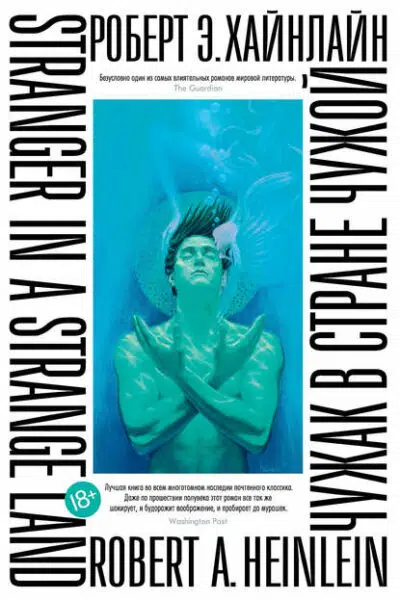 РОБЕРТ Э. ХАЙНЛАЙН
STRANGER IN A STRANGE LAND
ЧУЖАК В СТРАНЕ ЧУЖОЙ
Безусловно один из самых влиятельных романов мировой литературы.
The Guardian
Лучшая книга во всем многотомном наследии почтенного классика.
Даже по прошествии полувека этот роман все так же
шокирует, и будоражит воображение, и пробирает до мурашек.
Washington Post
18+
ROBERT A. HEINLEIN